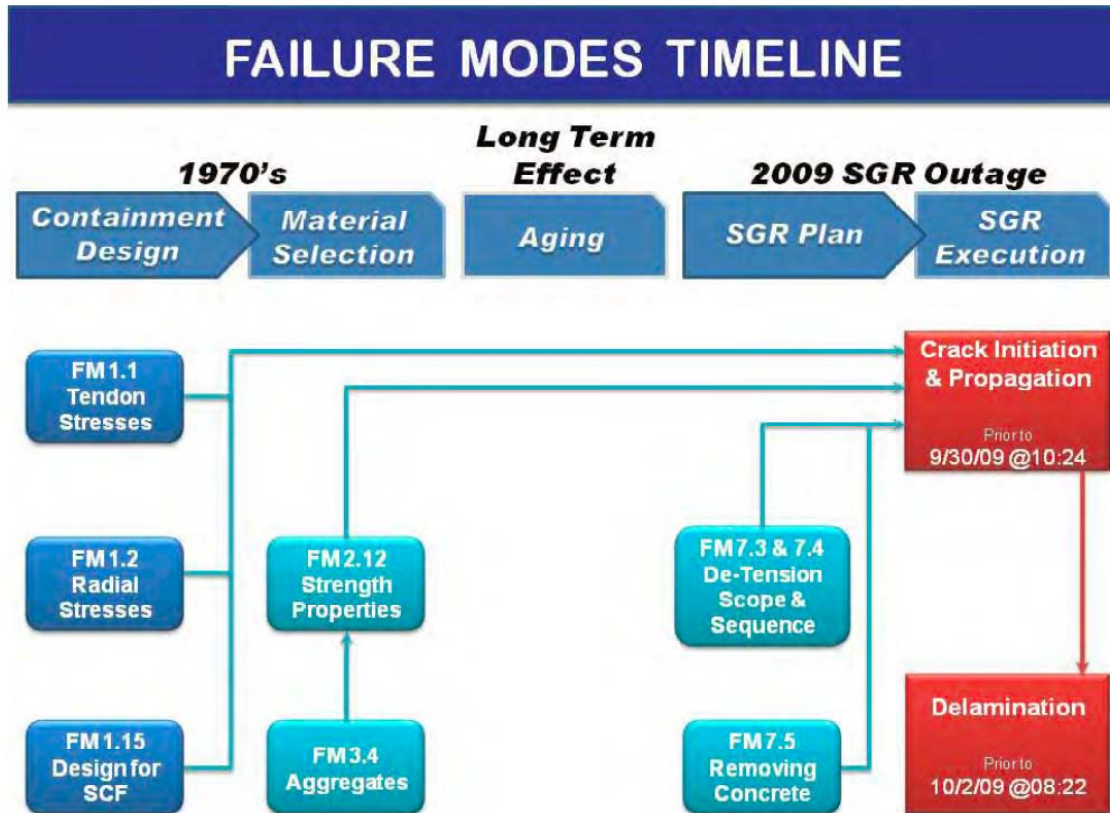 FAILURE MODES TIMELINE
1970's
Long Term
Effect
2009 SGR Outage
Containment
Design
Material
Selection
Aging
SGR Plan
SGR
Execution
FM1.1
Tendon
Stresses
Crack Initiation
& Propagation
Prior to
9/30/09 @10:24
FM1.2
Radial
Stresses
FM2.12
Strength
Properties
FM7.3 & 7.4
De-Tension
Scope &
Sequence
FM1.15
Design for
SCF
FM3.4
Aggregates
FM7.5
Removing
Concrete
Delamination
Prior to
10/2/09 @08:22